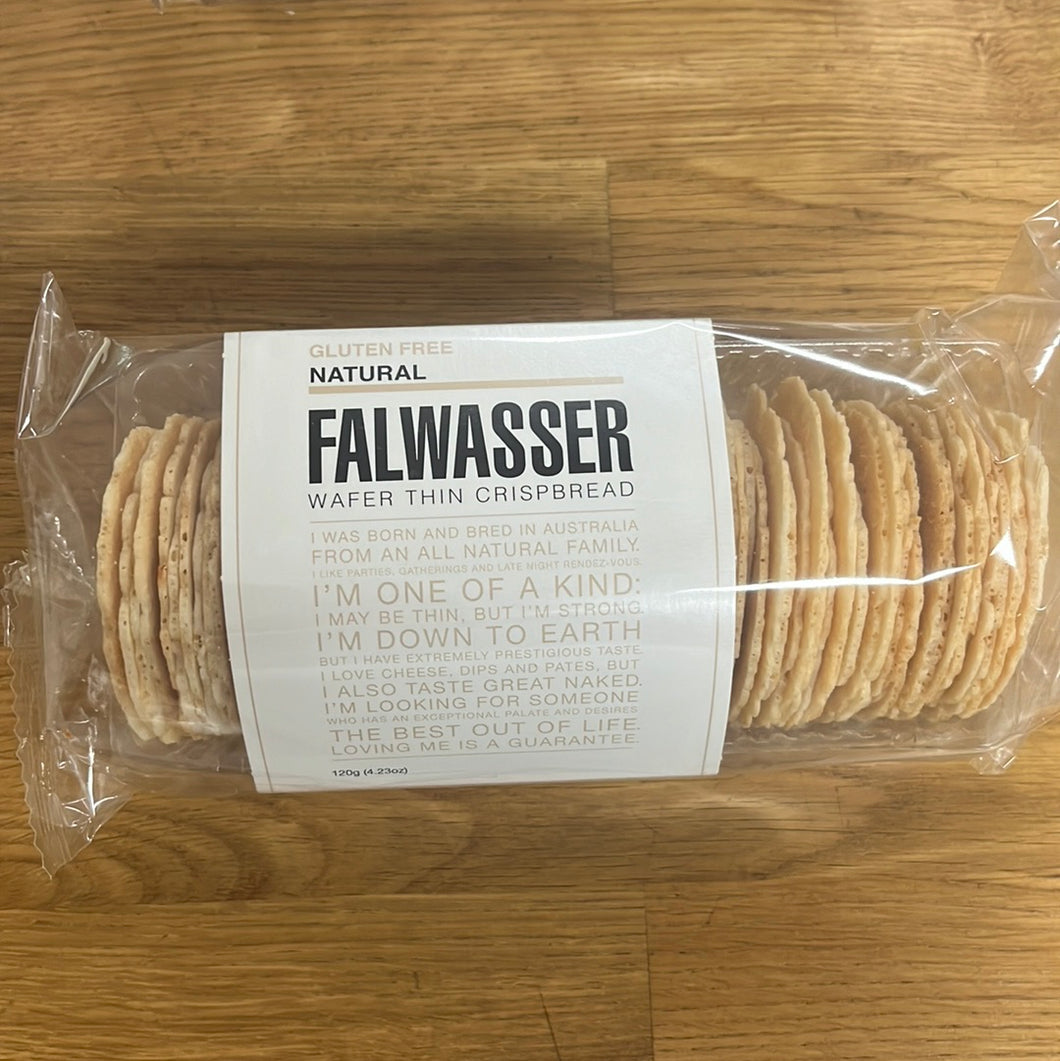 GLUTEN FREE
NATURAL
FALWASSER
WAFER THIN CRISPBREAD
I WAS BORN AND BRED IN AUSTRALIA
FROM AN ALL NATURAL FAMILY.
I LIKE PARTIES, GATHERINGS AND LATE NIGHT RENDEZ-VOUS.
I'M ONE OF A KIND:
I MAY BE THIN, BUT I'M STRONG.
I'M DOWN TO EARTH
BUT I HAVE EXTREMELY PRESTIGIOUS TASTE.
I LOVE CHEESE, DIPS AND PATES, BUT
I ALSO TASTE GREAT NAKED.
I'M LOOKING FOR SOMEONE
WHO HAS AN EXCEPTIONAL PALATE AND DESIRES
THE BEST OUT OF LIFE.
LOVING ME IS A GUARANTEE.
120g (4.23oz)